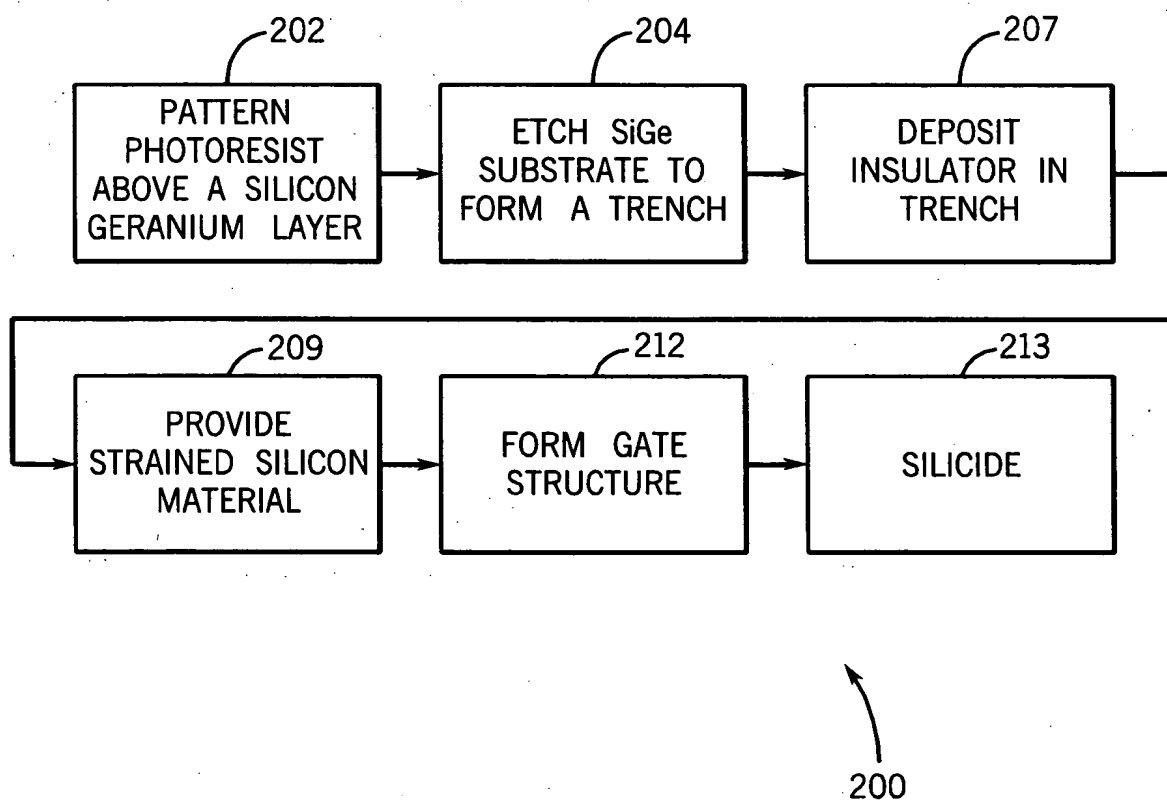 202
PATTERN
PHOTORESIST
ABOVE A SILICON
GERANIUM LAYER
204
ETCH SiGe
SUBSTRATE TO
FORM A TRENCH
207
DEPOSIT
INSULATOR IN
TRENCH
209
PROVIDE
STRAINED SILICON
MATERIAL
212
FORM GATE
STRUCTURE
213
SILICIDE
200